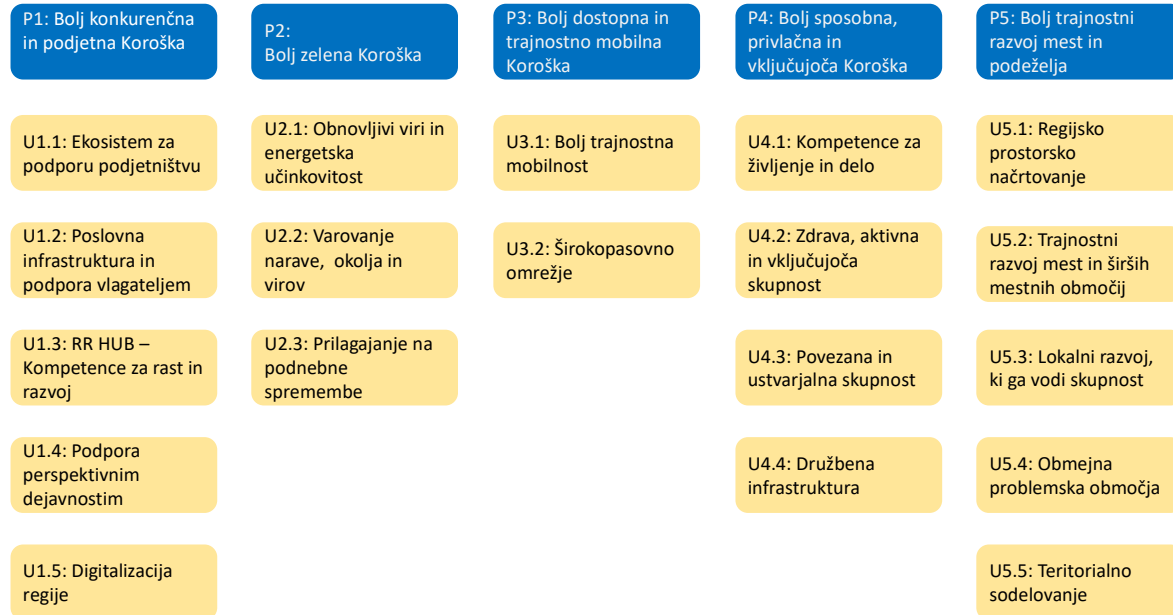 P1: Bolj konkurenčna
in podjetna Koroška
P2:
Bolj zelena Koroška
P3: Bolj dostopna in
trajnostno mobilna
Koroška
P4: Bolj sposobna,
privlačna in
vključujoča Koroška
P5: Bolj trajnostni
razvoj mest in
podeželja
U1.1: Ekosistem za
podporu podjetništvu
U2.1: Obnovljivi viri in
energetska
učinkovitost
U3.1: Bolj trajnostna
mobilnost
U4.1: Kompetence za
življenje in delo
U5.1: Regijsko
prostorsko
načrtovanje
U1.2: Poslovna
infrastruktura in
podpora vlagateljem
U2.2: Varovanje
narave, okolja in
virov
U3.2: Širokopasovno
omrežje
U4.2: Zdrava, aktivna
in vključujoča
skupnost
U5.2: Trajnostni
razvoj mest in širših
mestnih območij
U1.3: RR HUB –
Kompetence za rast in
razvoj
U2.3: Prilagajanje na
podnebne
spremembe
U4.3: Povezana in
ustvarjalna skupnost
U5.3: Lokalni razvoj,
ki ga vodi skupnost
U1.4: Podpora
perspektivnim
dejavnostim
U4.4: Družbena
infrastruktura
U5.4: Obmejna
problemska območja
U1.5: Digitalizacija
regije
U5.5: Teritorialno
sodelovanje